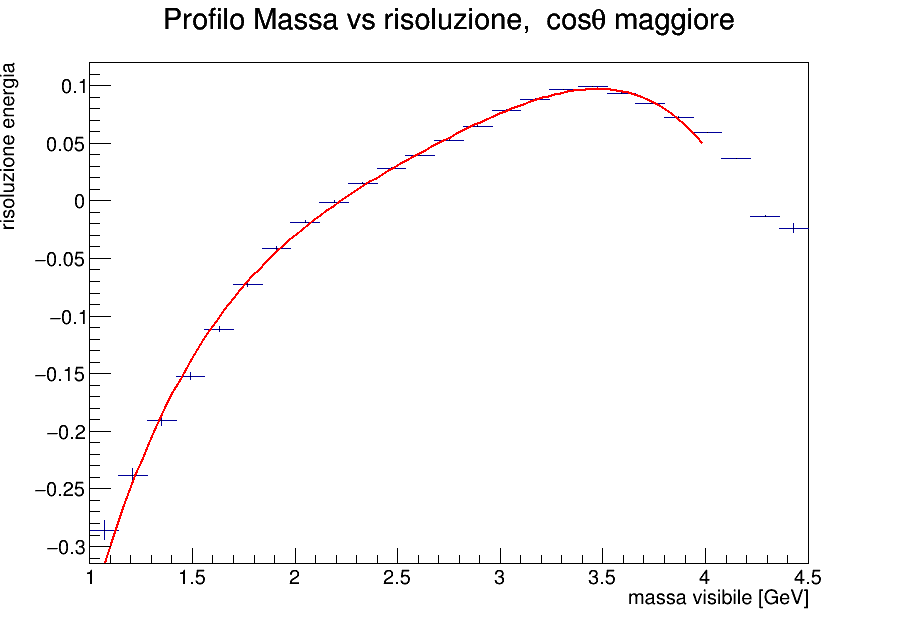 Profilo Massa vs risoluzione,  cosθ maggiore
risoluzione energia
0.1
0.05
0
−0.05
−0.1
−0.15
−0.2
−0.25
−0.3
1 1.5 2 2.5 3 3.5 4 4.5
massa visibile [GeV]